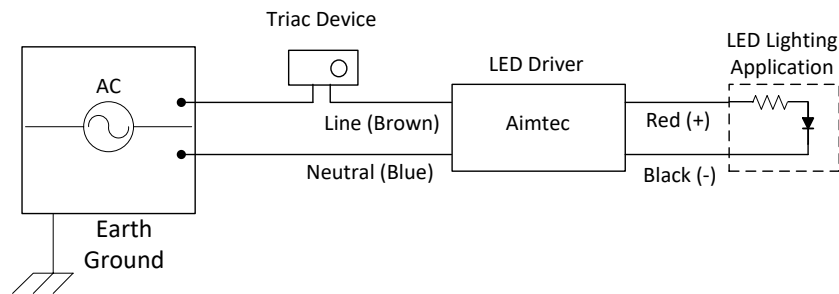 Triac Device
LED Lighting
Application
LED Driver
AC
Line (Brown)
Aimtec
Red (+)
Neutral (Blue)
Black (-)
Earth
Ground